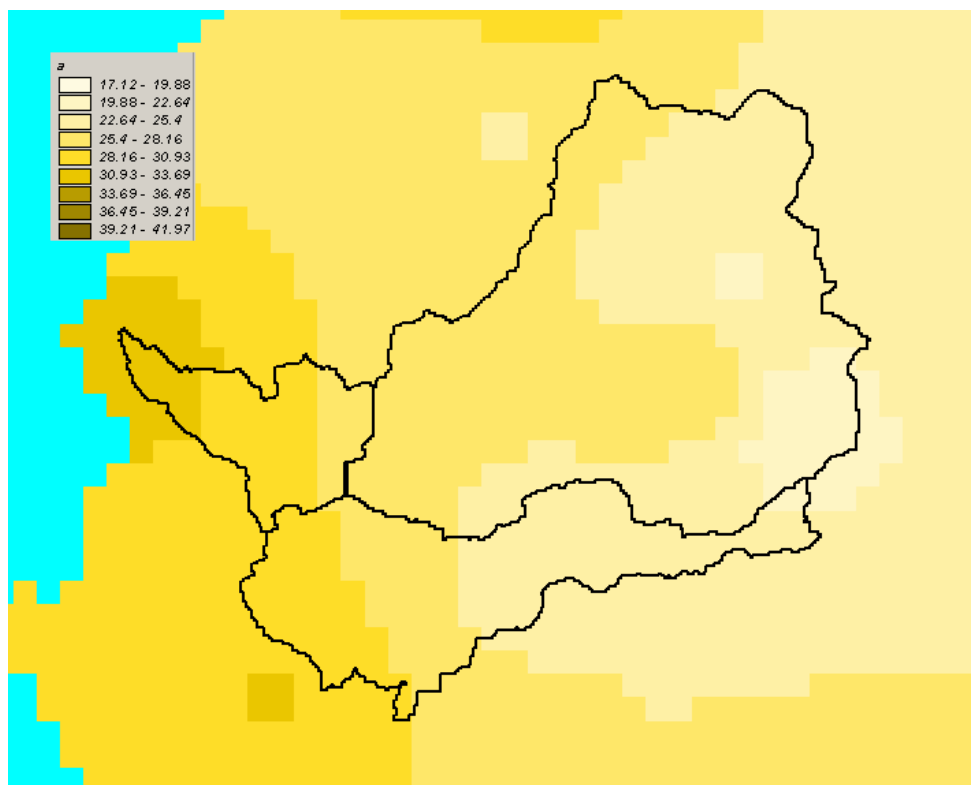 a
17.12 - 19.88
19.88 - 22.64
22.64 - 25.4
25.4 - 28.16
28.16 - 30.93
30.93 - 33.69
33.69 - 36.45
36.45 - 39.21
39.21 - 41.97